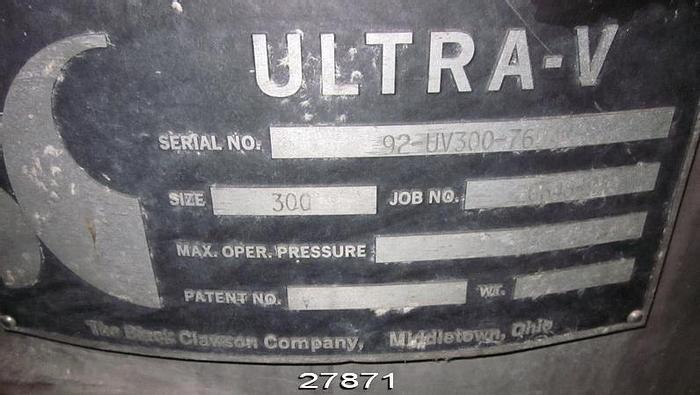 ULTRA-V
SERIAL NO. 92-UV300-76
SIZE 300 JOB NO.
MAX. OPER. PRESSURE
PATENT NO. WT.
The Black Clawson Company, Middletown, Ohio
27871